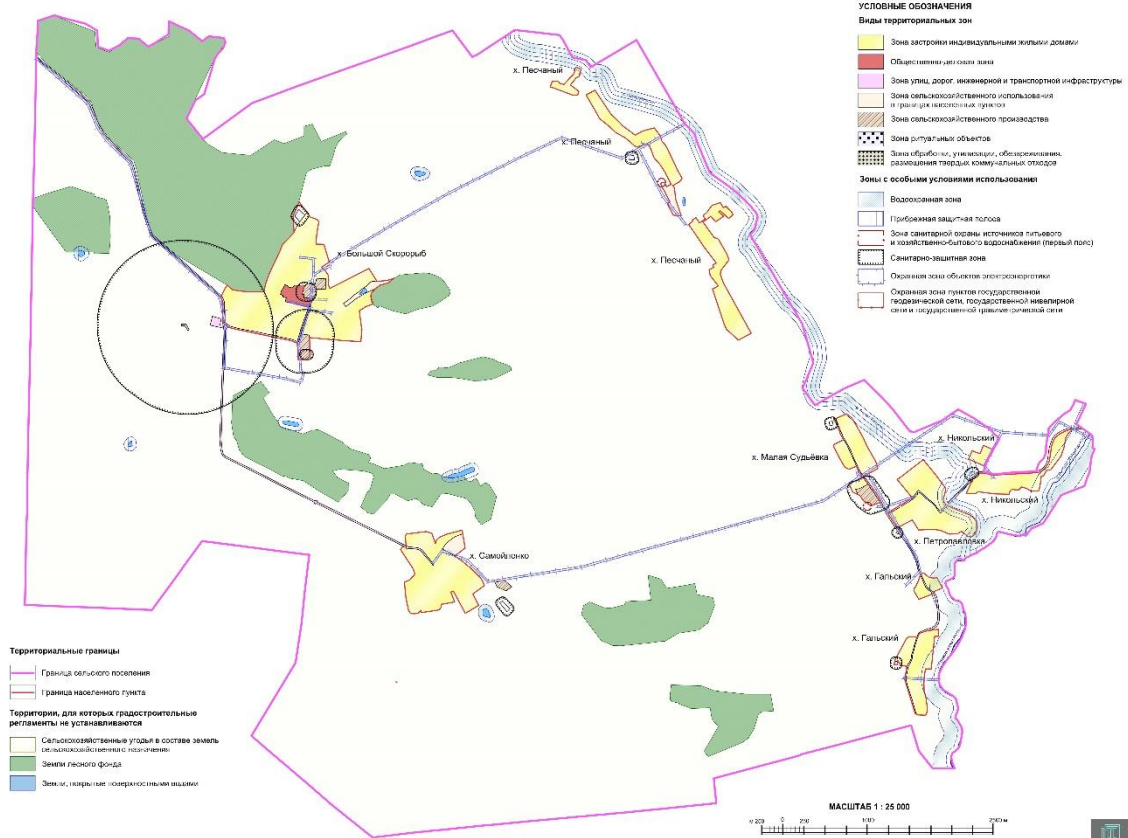 УСЛОВНЫЕ ОБОЗНАЧЕНИЯ
Виды территориальных зон
Зона застройки индивидуальными жилыми домами
Общественно-деловая зона
Зона улиц, дорог, инженерной и транспортной инфраструктуры
Зона сельскохозяйственного использования
в границах населенных пунктов
Зона сельскохозяйственного производства
Зона ритуальных объектов
Зона обработки, утилизации, обезвреживания,
размещения твердых коммунальных отходов
Зоны с особыми условиями использования
Водоохранная зона
Прибрежная защитная полоса
Зона санитарной охраны источников питьевого
и хозяйственно-бытового водоснабжения (первый пояс)
Санитарно-защитная зона
Охранная зона объектов электроэнергетики
Охранная зона пунктов государственной
геодезической сети, государственной нивелирной
сети и государственной гравиметрической сети
х. Песчаный
х. Песчаный
х. Большой Скорорыб
х. Песчаный
х. Никольский
х. Малая Судьёвка
х. Никольский
х. Петропавловка
х. Самойленко
х. Гальский
х. Гальский
Территориальные границы
Граница сельского поселения
Граница населенного пункта
Территории, для которых градостроительные
регламенты не устанавливаются
Сельскохозяйственные угодья в составе земель
сельскохозяйственного назначения
Земли лесного фонда
Земли, покрытые поверхностными водами
МАСШТАБ 1 : 25 000
м 250 0 250 1000 2500 м